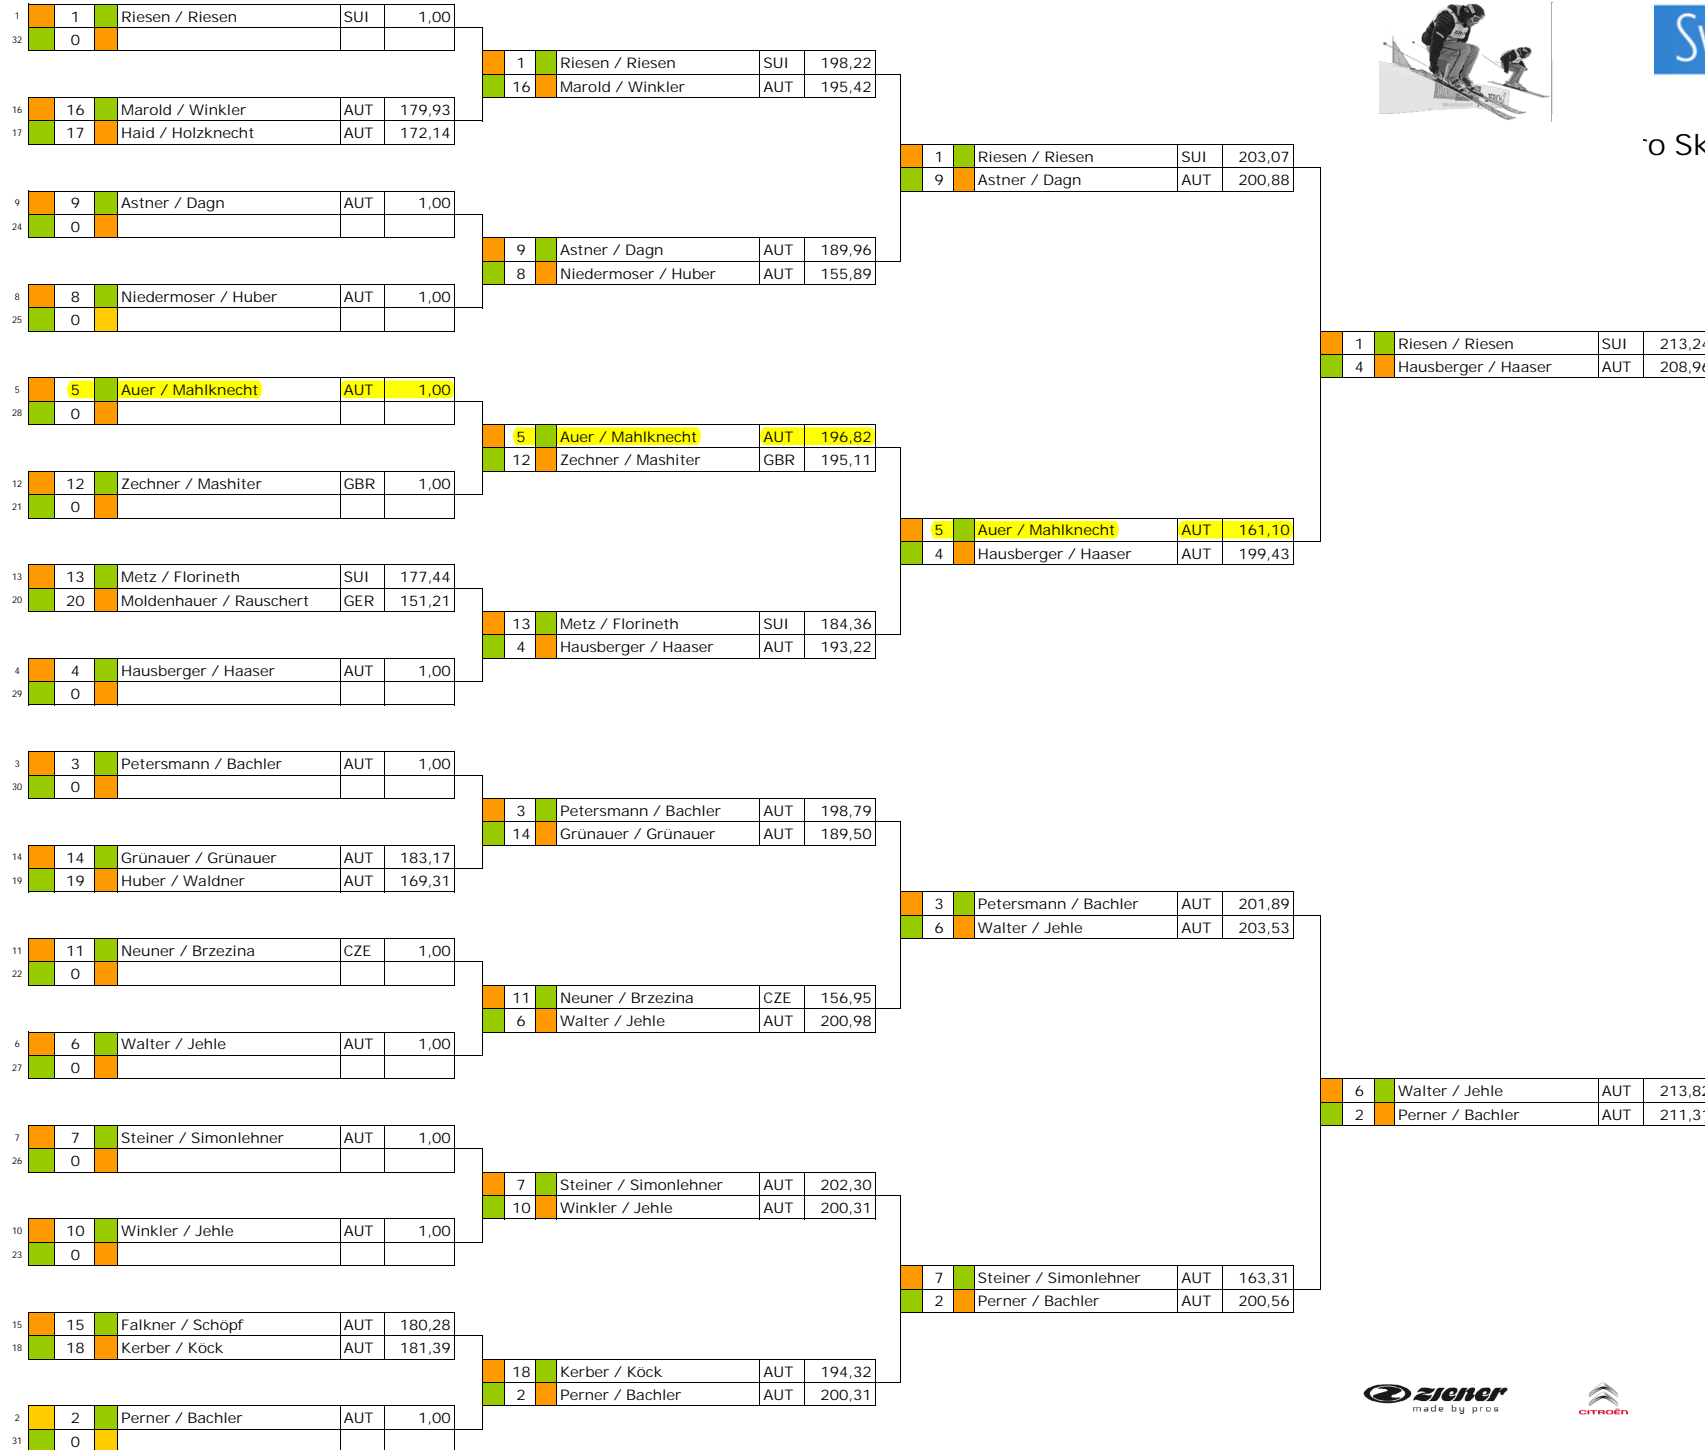 1 1 Riesen / Riesen SUI 1,00
32 0
16 16 Marold / Winkler AUT 179,93
17 17 Haid / Holzknecht AUT 172,14
9 9 Astner / Dagn AUT 1,00
24 0
8 8 Niedermoser / Huber AUT 1,00
25 0
5 5 Auer / Mahlknecht AUT 1,00
28 0
12 12 Zechner / Mashiter GBR 1,00
21 0
13 13 Metz / Florineth SUI 177,44
20 20 Moldenhauer / Rauschert GER 151,21
4 4 Hausberger / Haaser AUT 1,00
29 0
3 3 Petersmann / Bachler AUT 1,00
30 0
14 14 Grünauer / Grünauer AUT 183,17
19 19 Huber / Waldner AUT 169,31
11 11 Neuner / Brzezina CZE 1,00
22 0
6 6 Walter / Jehle AUT 1,00
27 0
7 7 Steiner / Simonlehner AUT 1,00
26 0
10 10 Winkler / Jehle AUT 1,00
23 0
15 15 Falkner / Schöpf AUT 180,28
18 18 Kerber / Köck AUT 181,39
2 2 Perner / Bachler AUT 1,00
31 0
1 Riesen / Riesen SUI 198,22
16 Marold / Winkler AUT 195,42
9 Astner / Dagn AUT 189,96
8 Niedermoser / Huber AUT 155,89
5 Auer / Mahlknecht AUT 196,82
12 Zechner / Mashiter GBR 195,11
13 Metz / Florineth SUI 184,36
4 Hausberger / Haaser AUT 193,22
3 Petersmann / Bachler AUT 198,79
14 Grünauer / Grünauer AUT 189,50
11 Neuner / Brzezina CZE 156,95
6 Walter / Jehle AUT 200,98
7 Steiner / Simonlehner AUT 202,30
10 Winkler / Jehle AUT 200,31
18 Kerber / Köck AUT 194,32
2 Perner / Bachler AUT 200,31
1 Riesen / Riesen SUI 203,07
9 Astner / Dagn AUT 200,88
5 Auer / Mahlknecht AUT 161,10
4 Hausberger / Haaser AUT 199,43
3 Petersmann / Bachler AUT 201,89
6 Walter / Jehle AUT 203,53
7 Steiner / Simonlehner AUT 163,31
2 Perner / Bachler AUT 200,56
ro Sk
1 Riesen / Riesen SUI 213,24
4 Hausberger / Haaser AUT 208,96
6 Walter / Jehle AUT 213,82
2 Perner / Bachler AUT 211,31
ziener
made by pros
CITROËN